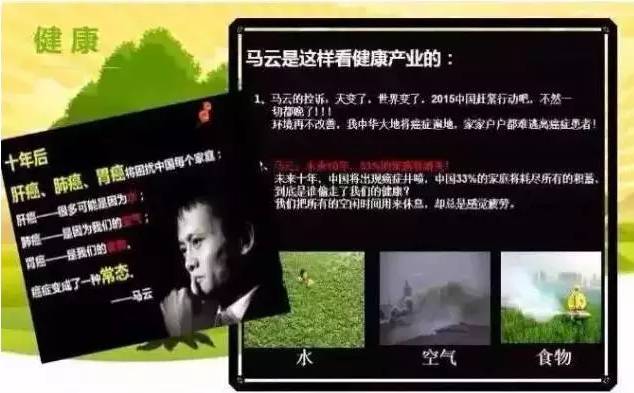 健康
马云是这样看健康产业的：
1、马云的控诉，天变了，世界变了，2015中国赶紧行动吧，不然一
切都晚了!!!
环境再不改善，我中华大地将癌症遍地，家家户户都难逃高癌症患者！
马云：未来10年，33%的家庭将消失！
未来十年，中国将出现癌症井喷，中国33%的家庭将耗尽所有的积蓄。
到底是谁偷走了我们的健康？
我们把所有的空闲时间用来休息，却总是感觉疲劳。
十年后
肝癌、肺癌、胃癌将困扰中国每个家庭；
肝癌——很多可能是因为水；
肺癌——是因为我们的空气；
胃癌——是我们的食物。
癌症变成了一种常态.
——马云
水
空气
食物